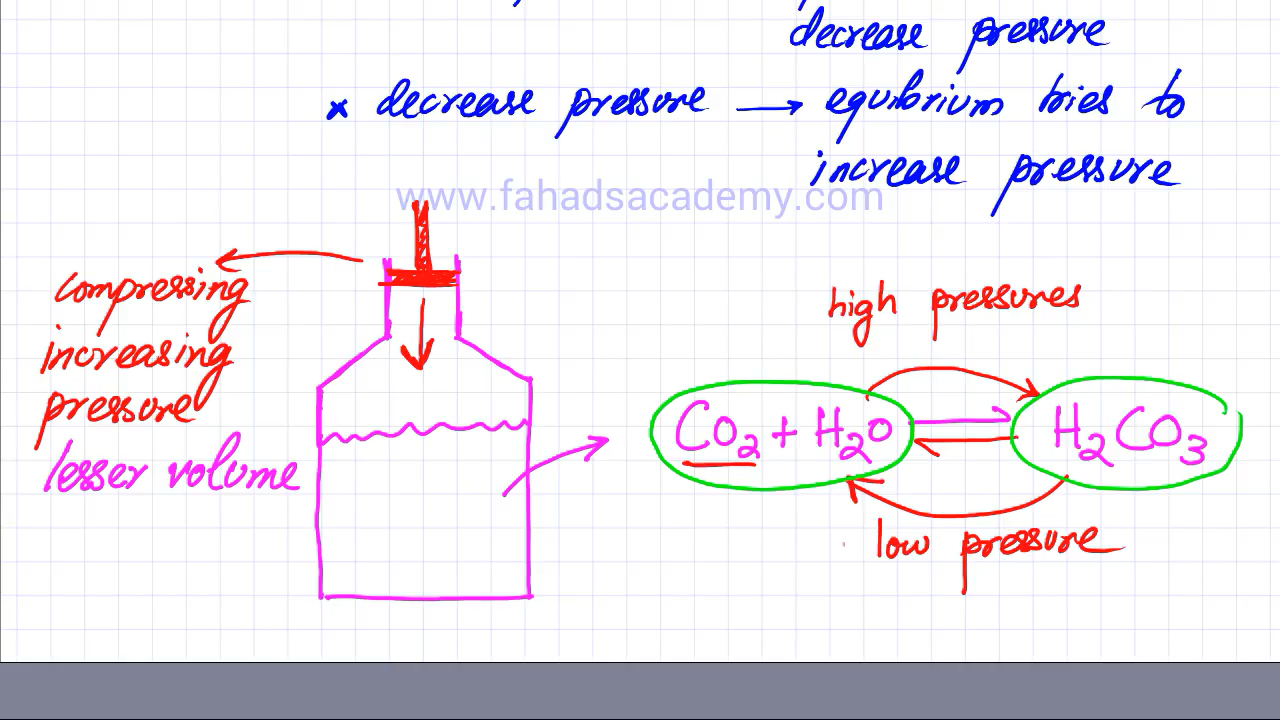 decrease pressure
× decrease pressure → equilibrium tries to
increase pressure
www.fahadsacademy.com
compressing
increasing
pressure
lesser volume
high pressures
CO₂ + H₂O ⇌ H₂CO₃
low pressure